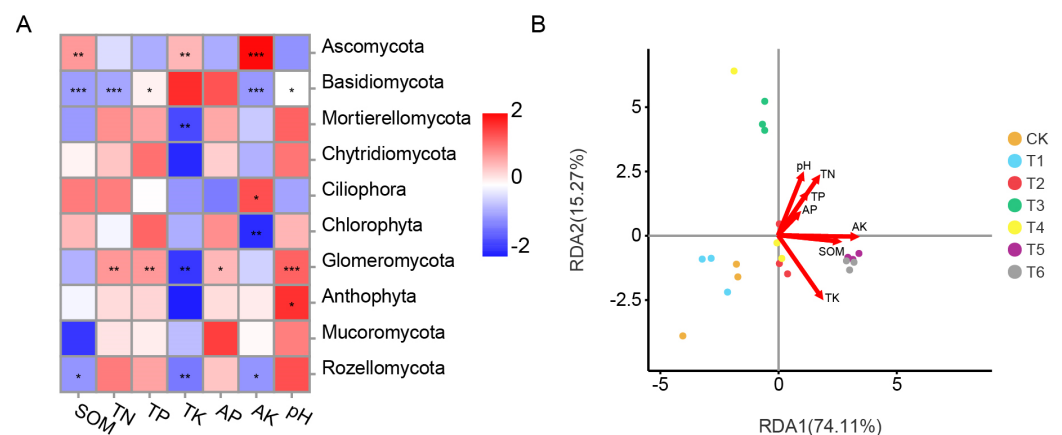 A
Ascomycota
Basidiomycota
Mortierellomycota
Chytridiomycota
Ciliophora
Chlorophyta
Glomeromycota
Anthophyta
Mucoromycota
Rozellomycota
** ** ***
*** *** * *** *
**
*
**
** ** ** * ***
*
* ** *
SOM TN TP TK AP AK pH
2
0
-2
B
RDA2(15.27%)
5
2.5
0
-2.5
-5 0 5
RDA1(74.11%)
pH
TN
TP
AP
AK
SOM
TK
CK
T1
T2
T3
T4
T5
T6